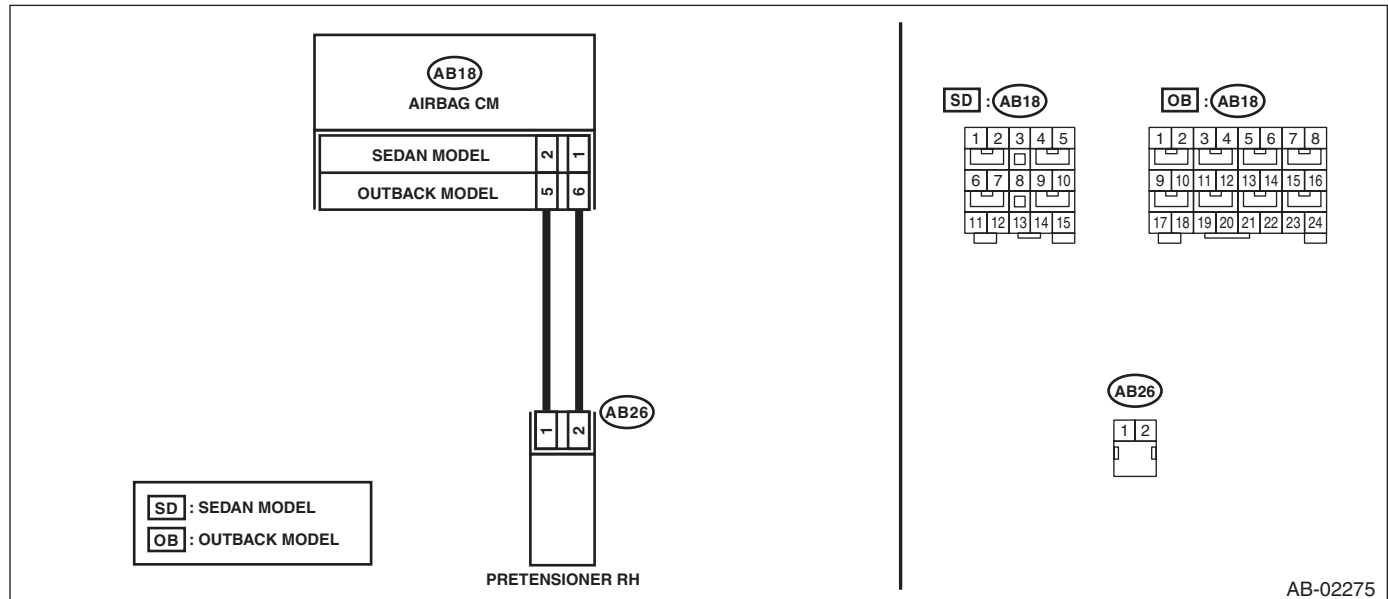 AB18
AIRBAG CM
SEDAN MODEL 2 1
OUTBACK MODEL 5 6
AB26
1 2
PRETENSIONER RH
SD : SEDAN MODEL
OB : OUTBACK MODEL
SD : AB18
1 2 3 4 5
6 7 8 9 10
11 12 13 14 15
OB : AB18
1 2 3 4 5 6 7 8
9 10 11 12 13 14 15 16
17 18 19 20 21 22 23 24
AB26
1 2
AB-02275